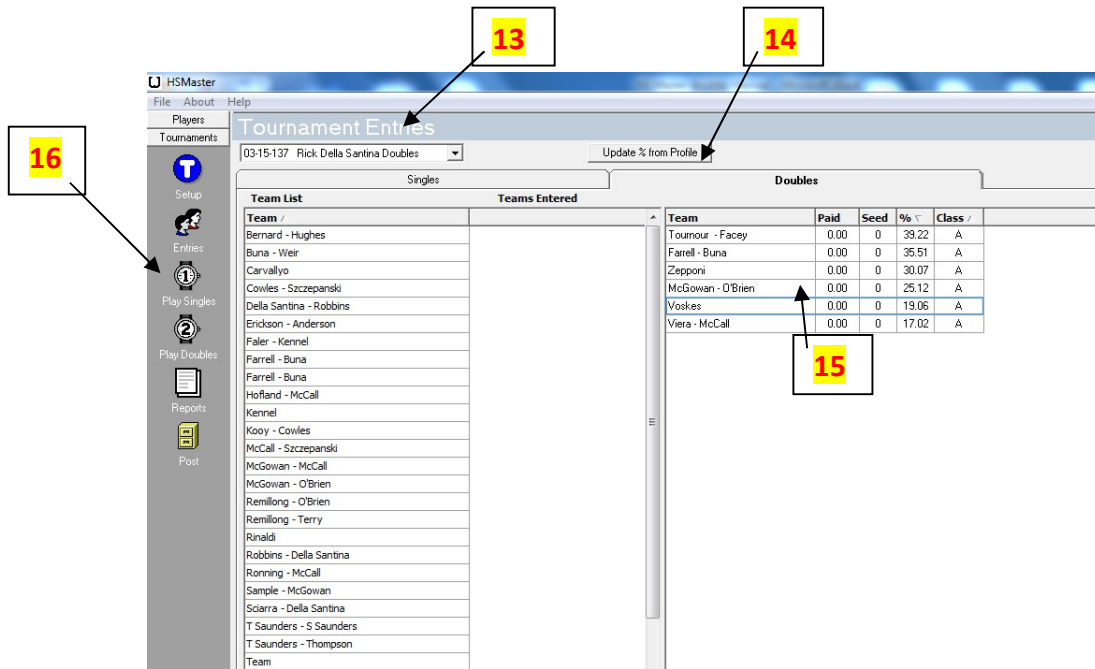 13
14
HSMaster
File About Help
Players
Tournament Entries
Tournaments
16
03-15-137 Rick Della Santina Doubles
Update % from Profile
Singles
Doubles
Setup
Team List Teams Entered
Team
Team Paid Seed % Class
Bernard - Hughes
Tournour - Facey 0.00 0 39.22 A
Entries
Buna - Weir
Farrell - Buna 0.00 0 35.51 A
Carvallyo
Zepponi 0.00 0 30.07 A
1
Cowles - Szczepanski
McGowan - O'Brien 0.00 0 25.12 A
Play Singles
Della Santina - Robbins
Voskes 0.00 0 19.06 A
Erickson - Anderson
Viera - McCall 0.00 0 17.02 A
2
Faler - Kennel
Play Doubles
Farrell - Buna
15
Farrell - Buna
Hofland - McCall
Reports
Kennel
Kooy - Cowles
McCall - Szczepanski
Post
McGowan - McCall
McGowan - O'Brien
Remillong - O'Brien
Remillong - Terry
Rinaldi
Robbins - Della Santina
Ronning - McCall
Sample - McGowan
Sciarra - Della Santina
T Saunders - S Saunders
T Saunders - Thompson
Team